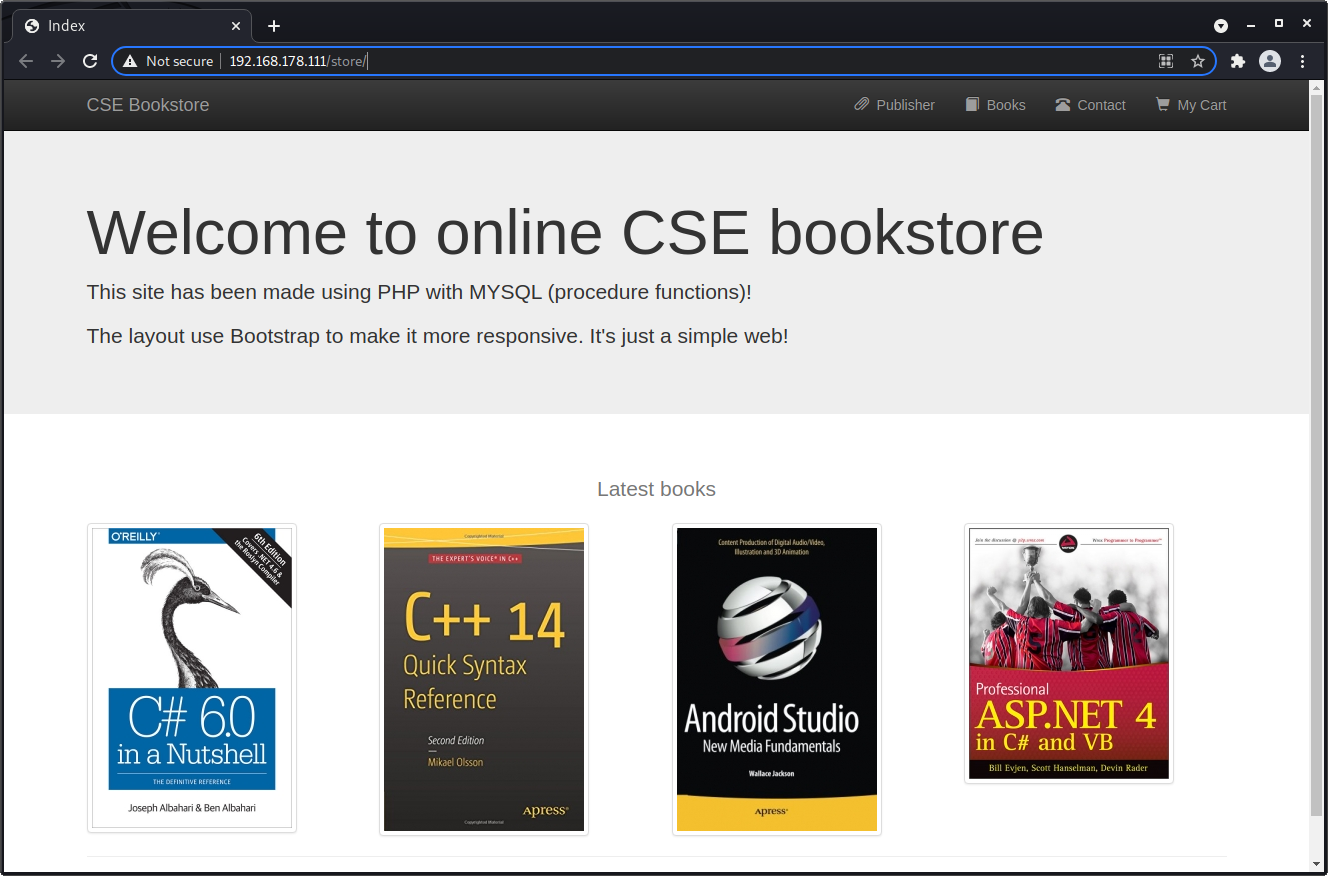 Index
Not secure
192.168.178.111/store/
CSE Bookstore
Publisher
Books
Contact
My Cart
Welcome to online CSE bookstore
This site has been made using PHP with MYSQL (procedure functions)!
The layout use Bootstrap to make it more responsive. It's just a simple web!
Latest books
O'REILLY
6th Edition
Covers .NET 4.6 &
the Roslyn Compiler
C# 6.0
in a Nutshell
THE DEFINITIVE REFERENCE
Joseph Albahari & Ben Albahari
Copyrighted Material
THE EXPERT'S VOICE® IN C++
C++ 14
Quick Syntax
Reference
Second Edition
Mikael Olsson
Apress®
Copyrighted Material
Content Production of Digital Audio/Video,
Illustration and 3D Animation
Android Studio
New Media Fundamentals
Wallace Jackson
Apress®
Join the discussion @ p2p.wrox.com
Wrox Programmer to Programmer™
Professional
ASP.NET 4
in C# and VB
Bill Evjen, Scott Hanselman, Devin Rader